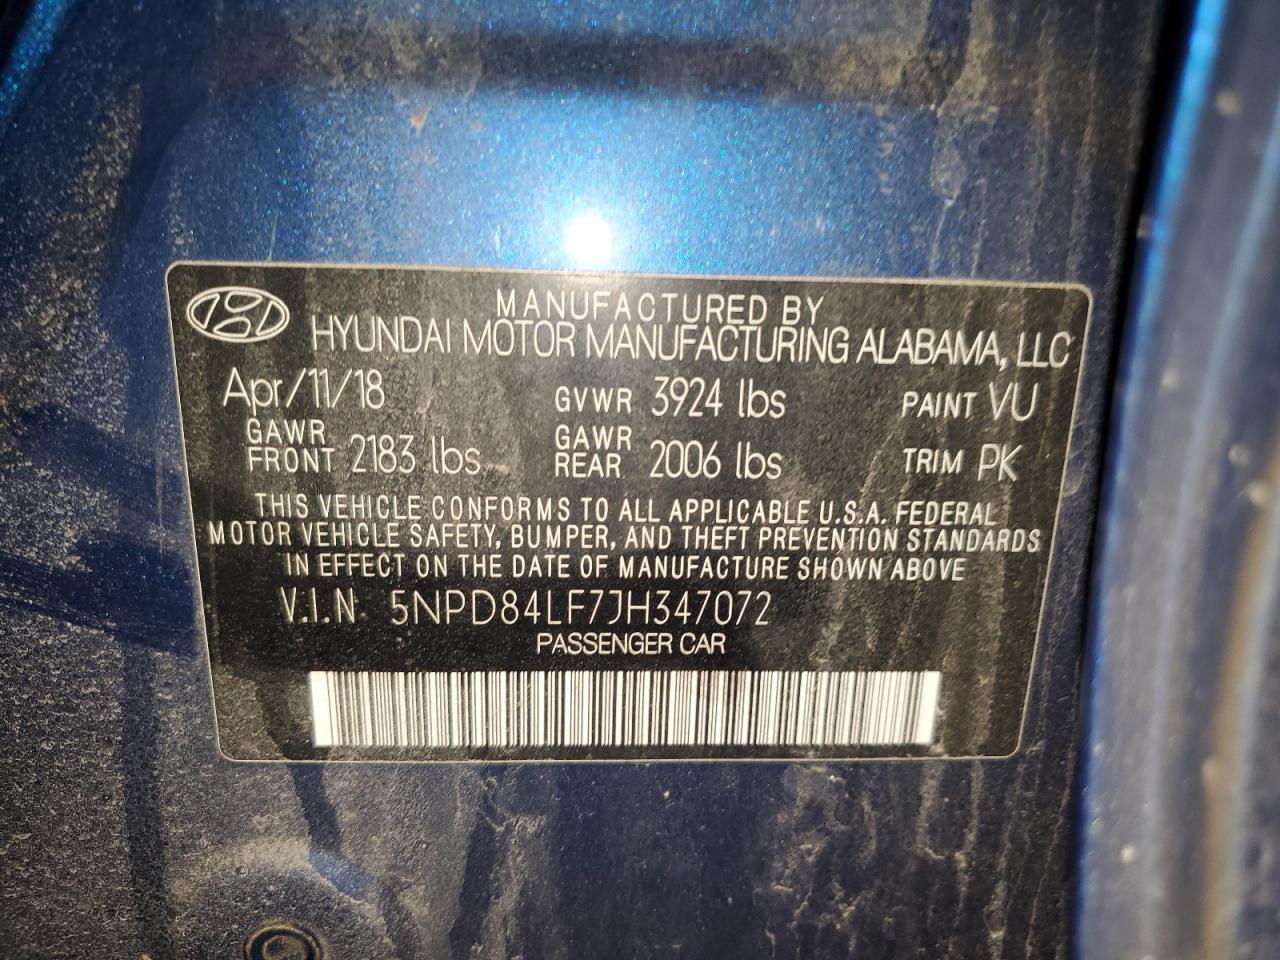 MANUFACTURED BY
HYUNDAI MOTOR MANUFACTURING ALABAMA, LLC
Apr/11/18 GVWR 3924 lbs PAINT VU
GAWR FRONT 2183 lbs GAWR REAR 2006 lbs TRIM PK
THIS VEHICLE CONFORMS TO ALL APPLICABLE U.S.A. FEDERAL
MOTOR VEHICLE SAFETY, BUMPER, AND THEFT PREVENTION STANDARDS
IN EFFECT ON THE DATE OF MANUFACTURE SHOWN ABOVE
V.I.N 5NPD84LF7JH347072
PASSENGER CAR